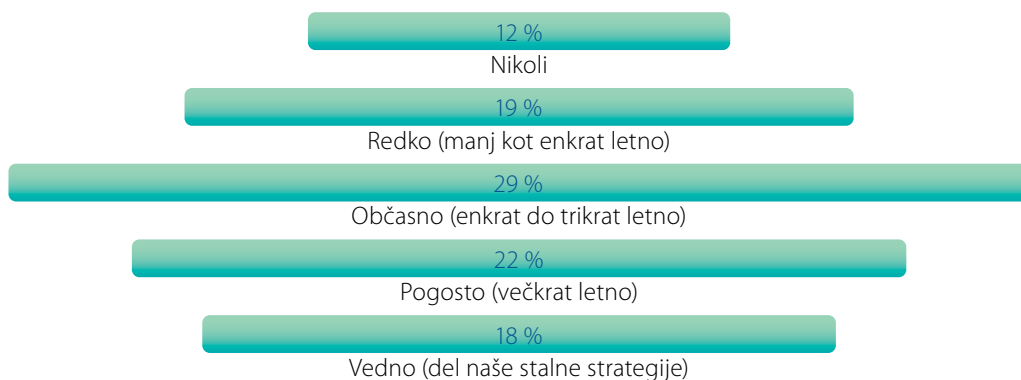 12 %
Nikoli
19 %
Redko (manj kot enkrat letno)
29 %
Občasno (enkrat do trikrat letno)
22 %
Pogosto (večkrat letno)
18 %
Vedno (del naše stalne strategije)